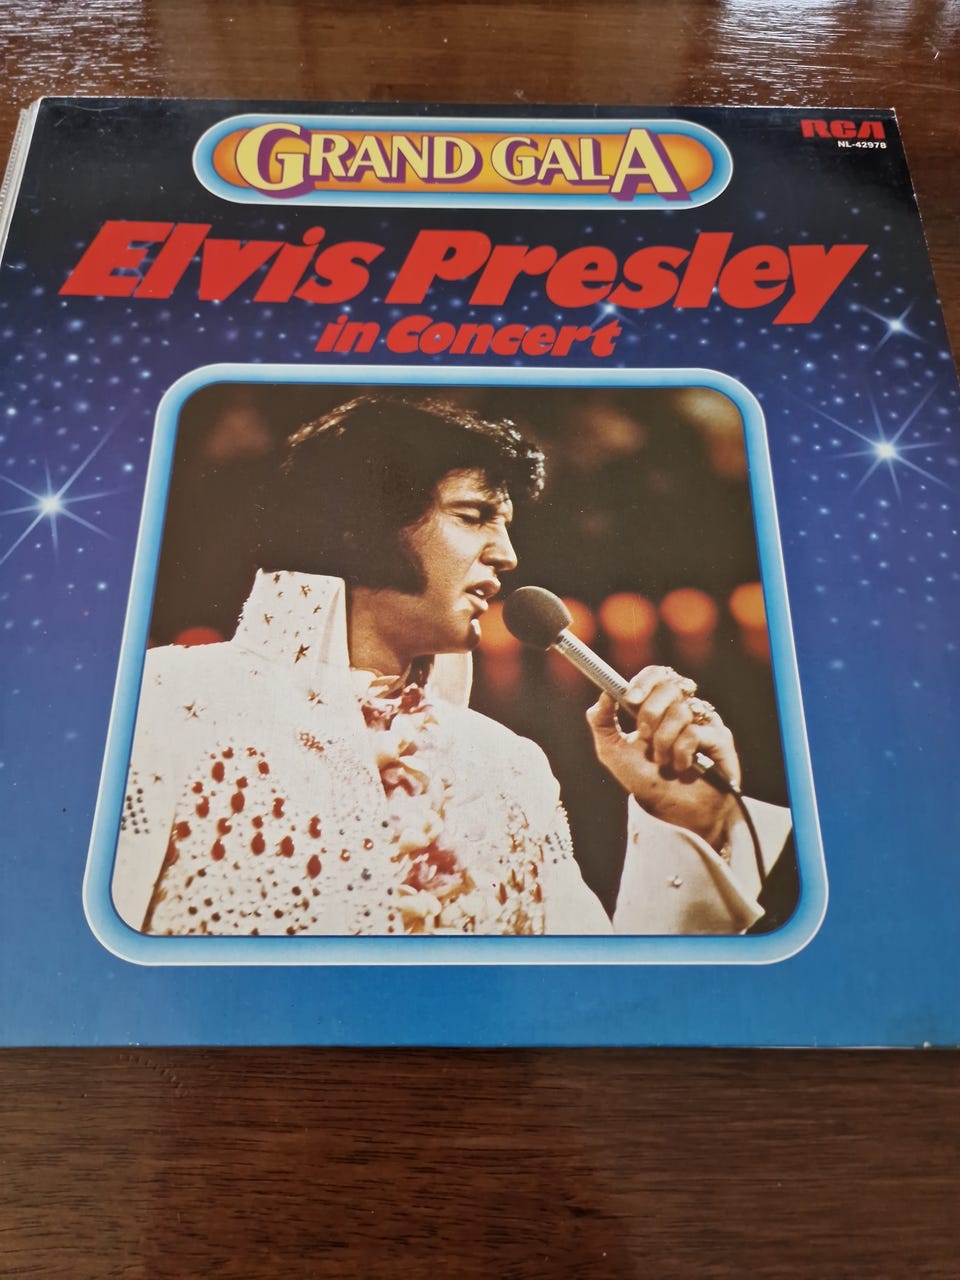 GRAND GALA
RCA
NL-42978
Elvis Presley
in Concert